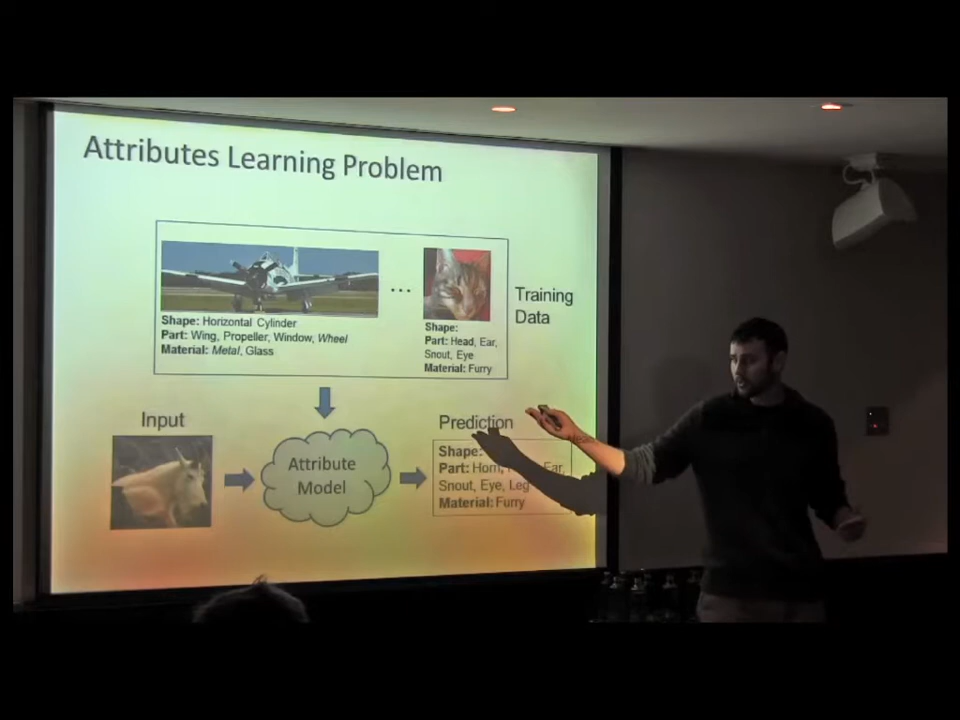 Attributes Learning Problem
Shape: Horizontal Cylinder
Part: Wing, Propeller, Window, Wheel
Material: Metal, Glass
...
Shape:
Part: Head, Ear,
Snout, Eye
Material: Furry
Training
Data
Input
Attribute
Model
Prediction
Shape:
Part: Horn, Ear,
Snout, Eye, Leg
Material: Furry